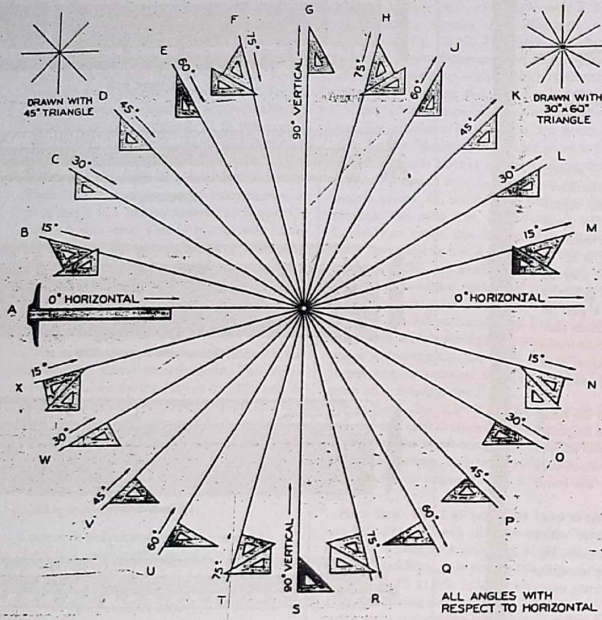 G
F
H
E
J
75°
75°
60°
60°
90° VERTICAL
DRAWN WITH
45° TRIANGLE
DRAWN WITH
30°x60°
TRIANGLE
D
K
45°
45°
C
L
30°
30°
B
M
15°
15°
A
0° HORIZONTAL
0° HORIZONTAL
X
15°
15°
N
W
30°
30°
O
V
45°
45°
P
U
60°
60°
Q
T
75°
75°
R
90° VERTICAL
S
ALL ANGLES WITH
RESPECT TO HORIZONTAL